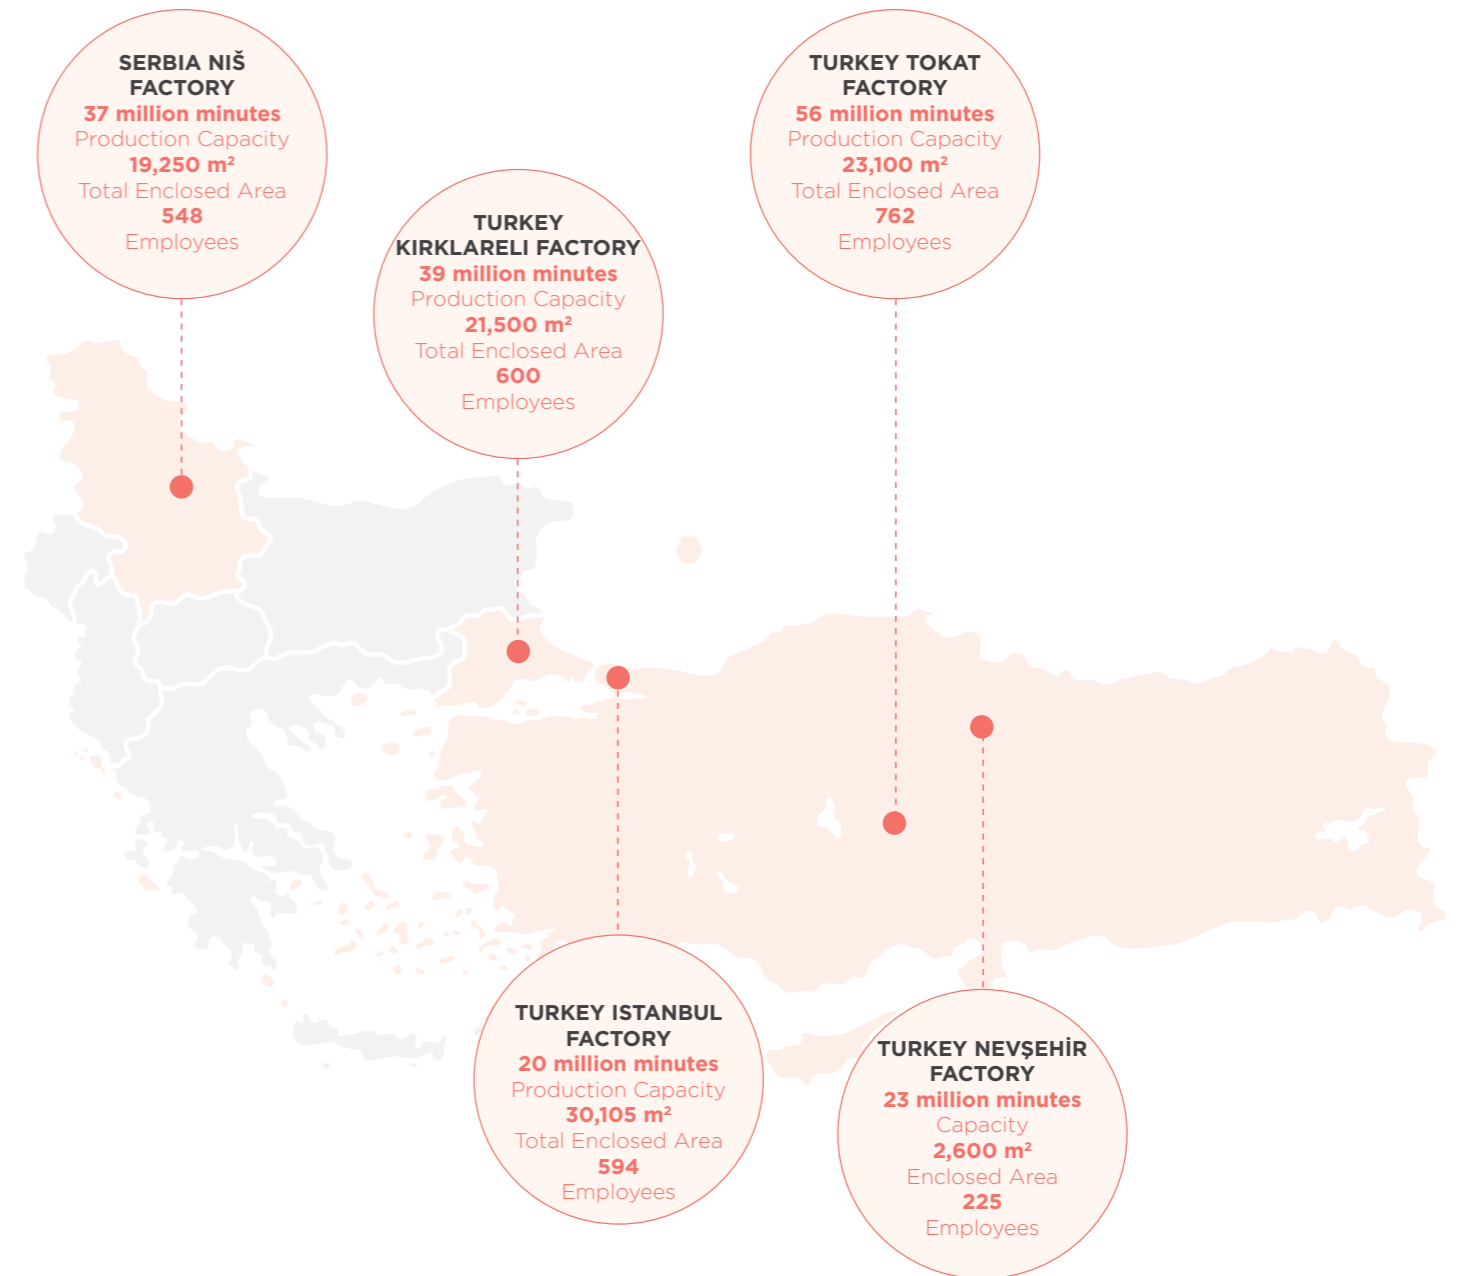 SERBIA NIŠ
FACTORY
37 million minutes
Production Capacity
19,250 m²
Total Enclosed Area
548
Employees
TURKEY
KIRKLARELI FACTORY
39 million minutes
Production Capacity
21,500 m²
Total Enclosed Area
600
Employees
TURKEY TOKAT
FACTORY
56 million minutes
Production Capacity
23,100 m²
Total Enclosed Area
762
Employees
TURKEY ISTANBUL
FACTORY
20 million minutes
Production Capacity
30,105 m²
Total Enclosed Area
594
Employees
TURKEY NEVŞEHİR
FACTORY
23 million minutes
Capacity
2,600 m²
Enclosed Area
225
Employees